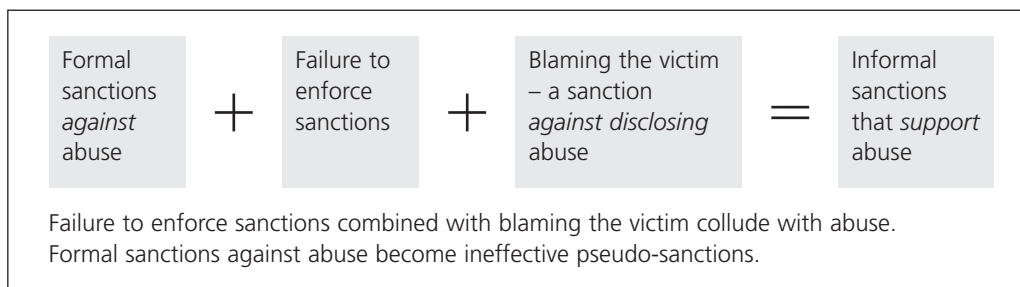 Formal
sanctions
against
abuse
+
Failure to
enforce
sanctions
+
Blaming the victim
– a sanction
against disclosing
abuse
=
Informal
sanctions
that support
abuse
Failure to enforce sanctions combined with blaming the victim collude with abuse.
Formal sanctions against abuse become ineffective pseudo-sanctions.